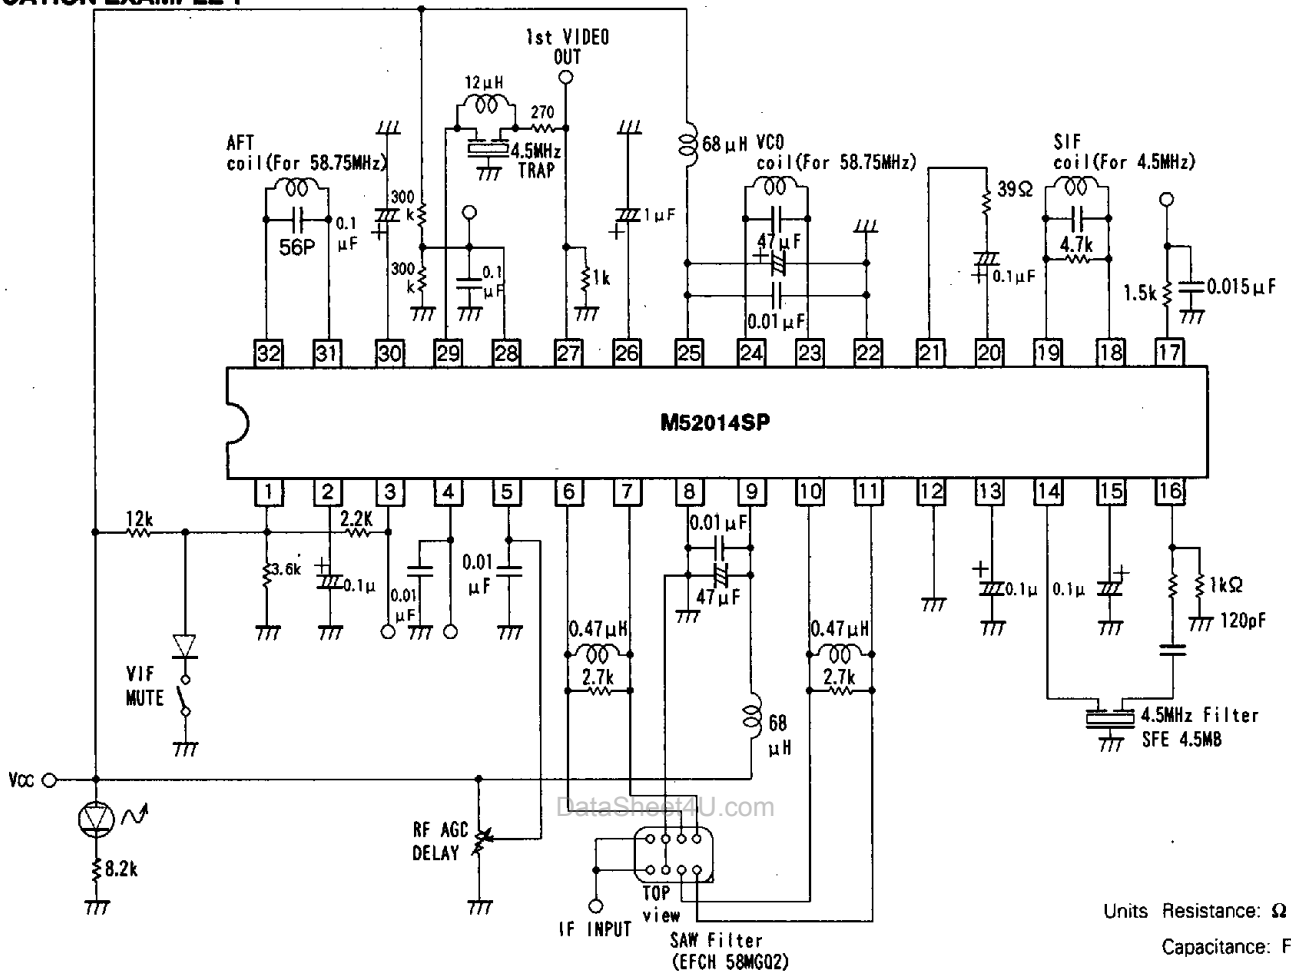 1st VIDEO
OUT
12μH
270
4.5MHz
TRAP
AFT
coil(For 58.75MHz)
56P
0.1
μF
300
k
300
k
0.1
μF
1k
1μF
68μH
VCO
coil(For 58.75MHz)
47μF
0.01μF
39Ω
0.1μF
SIF
coil(For 4.5MHz)
4.7k
1.5k
0.015μF
32 31 30 29 28 27 26 25 24 23 22 21 20 19 18 17
M52014SP
1 2 3 4 5 6 7 8 9 10 11 12 13 14 15 16
12k
2.2K
3.6k
0.1μ
0.01
μF
0.01
μF
0.01μF
47μF
0.47μH
2.7k
0.47μH
2.7k
0.1μ
0.1μ
1kΩ
120pF
VIF
MUTE
68
μH
4.5MHz Filter
SFE 4.5MB
Vcc
8.2k
RF AGC
DELAY
DataSheet4U.com
TOP
view
IF INPUT
SAW Filter
(EFCH 58MGQ2)
Units Resistance: Ω
Capacitance: F